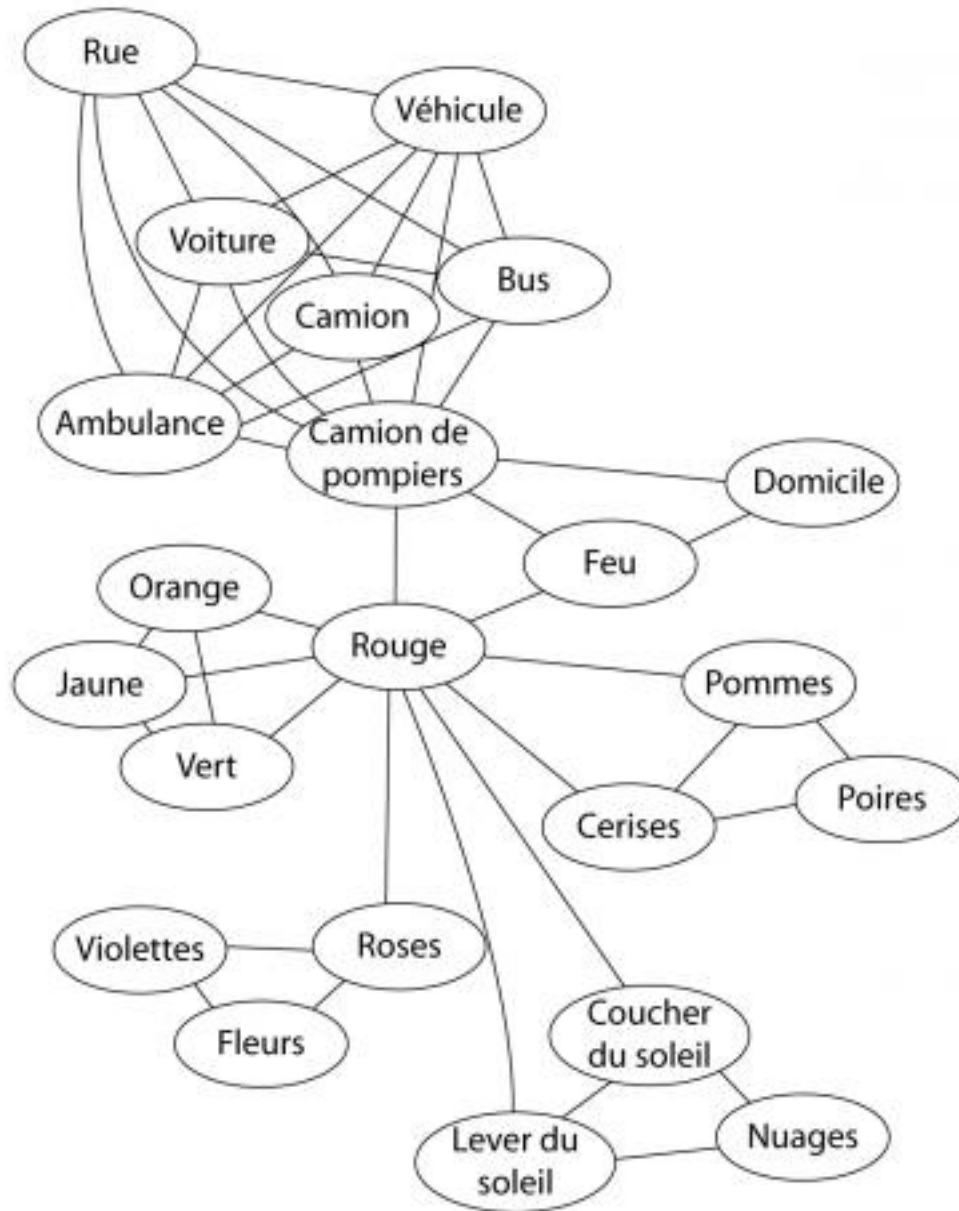 Rue
Véhicule
Voiture
Bus
Camion
Ambulance
Camion de
pompiers
Domicile
Feu
Orange
Rouge
Jaune
Pommes
Vert
Poires
Cerises
Violettes
Roses
Fleurs
Coucher
du soleil
Lever du
soleil
Nuages